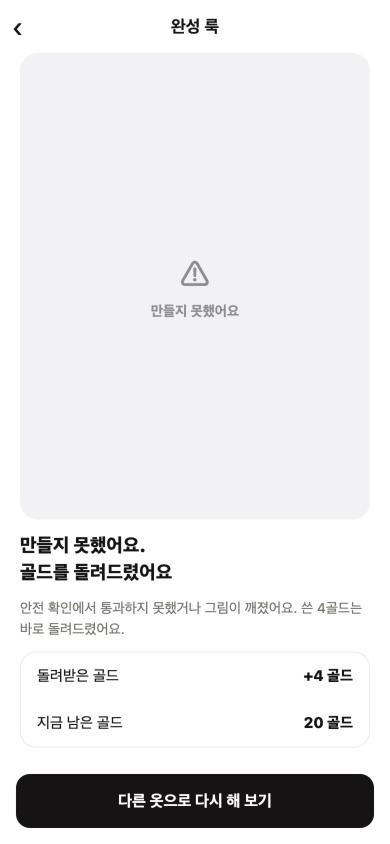 완성 룩
만들지 못했어요
만들지 못했어요.
골드를 돌려드렸어요
안전 확인에서 통과하지 못했거나 그림이 깨졌어요. 쓴 4골드는
바로 돌려드렸어요.
돌려받은 골드 +4 골드
지금 남은 골드 20 골드
다른 옷으로 다시 해 보기